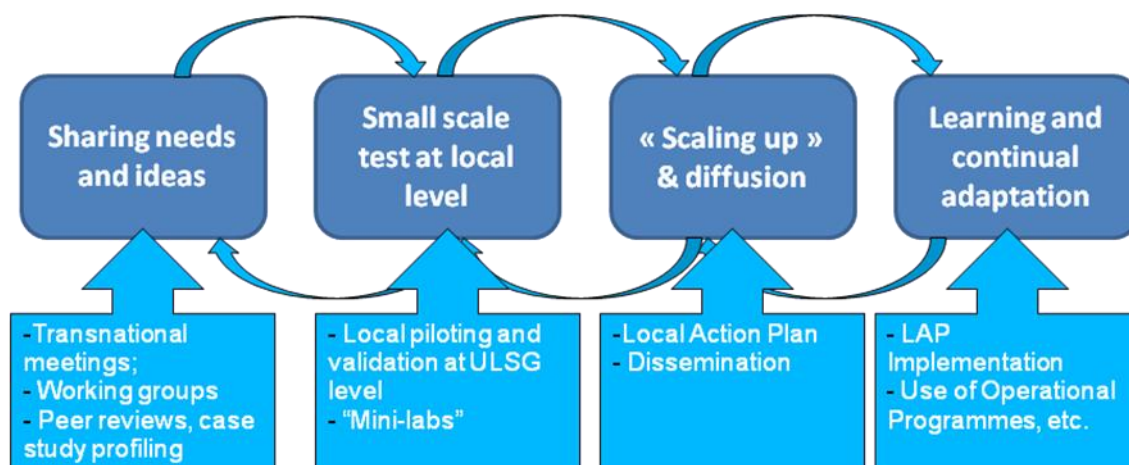 Sharing needs
and ideas
Small scale
test at local
level
« Scaling up »
& diffusion
Learning and
continual
adaptation
-Transnational
meetings;
- Working groups
- Peer reviews, case
study profiling
- Local piloting and
validation at ULSG
level
- “Mini-labs”
-Local Action Plan
- Dissemination
- LAP
Implementation
- Use of Operational
Programmes, etc.